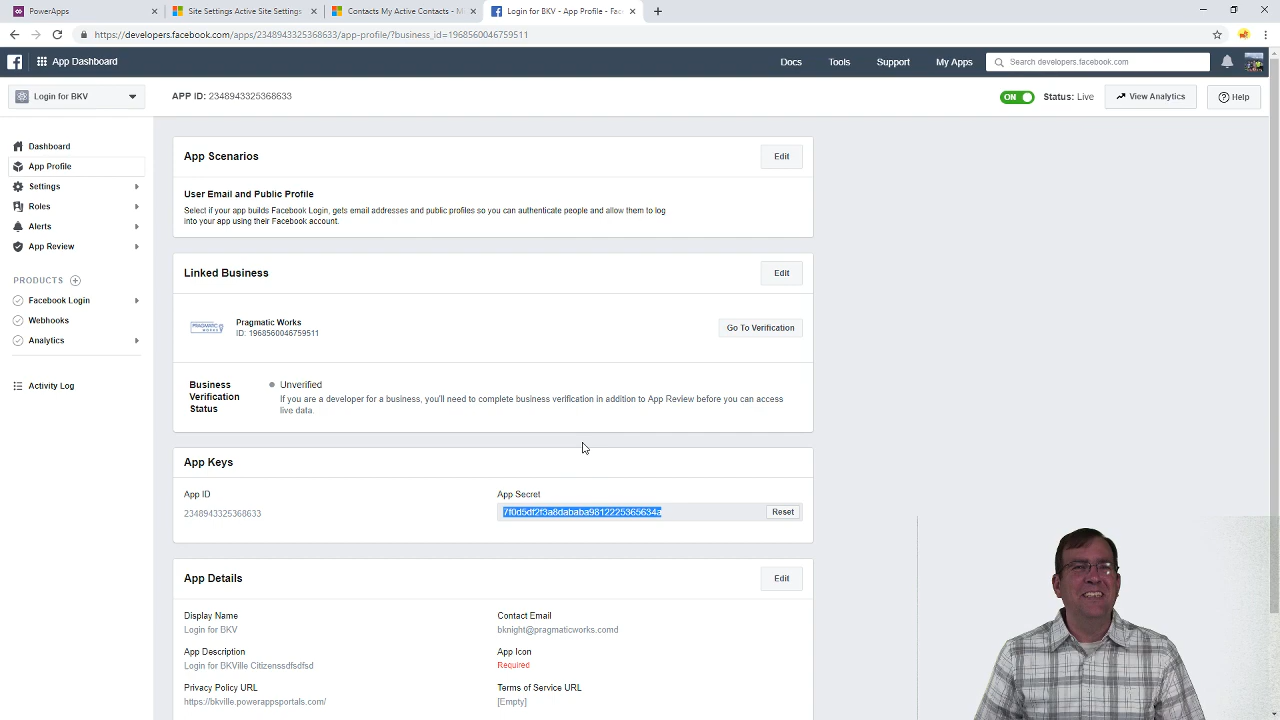 PowerApps
Site Settings Active Site Settings
Contacts My Active Contacts - Mi
Login for BKV - App Profile - Fac
https://developers.facebook.com/apps/2348943325368633/app-profile/?business_id=1968560046759511
App Dashboard
Docs
Tools
Support
My Apps
Search developers.facebook.com
Login for BKV
APP ID: 2348943325368633
ON
Status: Live
View Analytics
Help
Dashboard
App Profile
Settings
Roles
Alerts
App Review
PRODUCTS
Facebook Login
Webhooks
Analytics
Activity Log
App Scenarios
Edit
User Email and Public Profile
Select if your app builds Facebook Login, gets email addresses and public profiles so you can authenticate people and allow them to log
into your app using their Facebook account.
Linked Business
Edit
PRAGMATIC WORKS
Pragmatic Works
ID: 1968560046759511
Go To Verification
Business
Verification
Status
Unverified
If you are a developer for a business, you'll need to complete business verification in addition to App Review before you can access
live data.
App Keys
App ID
2348943325368633
App Secret
7f0d5df2f3a8dababa9812225365634a
Reset
App Details
Edit
Display Name
Login for BKV
Contact Email
bknight@pragmaticworks.comd
App Description
Login for BKVille Citizenssdfsdfsd
App Icon
Required
Privacy Policy URL
https://bkville.powerappsportals.com/
Terms of Service URL
[Empty]